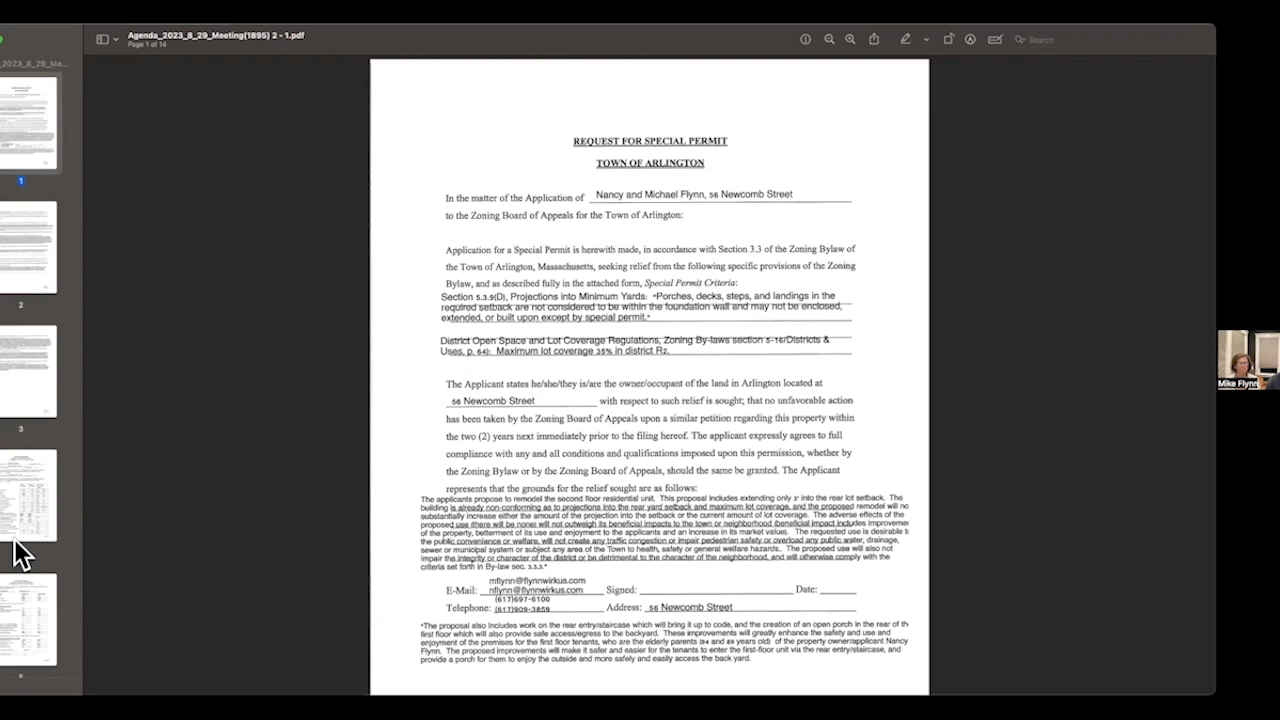 Agenda_2023_8_29_Meeting(1895) 2 - 1.pdf
Page 1 of 14
Search
_2023_8_29_Me...
1
2
3
REQUEST FOR SPECIAL PERMIT
TOWN OF ARLINGTON
In the matter of the Application of Nancy and Michael Flynn, 56 Newcomb Street
to the Zoning Board of Appeals for the Town of Arlington:
Application for a Special Permit is herewith made, in accordance with Section 3.3 of the Zoning Bylaw of
the Town of Arlington, Massachusetts, seeking relief from the following specific provisions of the Zoning
Bylaw, and as described fully in the attached form, Special Permit Criteria:
Section 5.3.9(D), Projections into Minimum Yards: "Porches, decks, steps, and landings in the
required setback are not considered to be within the foundation wall and may not be enclosed,
extended, or built upon except by special permit."
District Open Space and Lot Coverage Regulations, Zoning By-laws section 5-16/Districts &
Uses, p. 64): Maximum lot coverage 35% in district R2.
The Applicant states he/she/they is/are the owner/occupant of the land in Arlington located at
56 Newcomb Street with respect to such relief is sought; that no unfavorable action
has been taken by the Zoning Board of Appeals upon a similar petition regarding this property within
the two (2) years next immediately prior to the filing hereof. The applicant expressly agrees to full
compliance with any and all conditions and qualifications imposed upon this permission, whether by
the Zoning Bylaw or by the Zoning Board of Appeals, should the same be granted. The Applicant
represents that the grounds for the relief sought are as follows:
The applicants propose to remodel the second floor residential unit. This proposal includes extending only 3' into the rear lot setback. The
building is already non-conforming as to projections into the rear yard setback and maximum lot coverage, and the proposed remodel will no
substantially increase either the amount of the projection into the setback or the current amount of lot coverage. The adverse effects of the
proposed use (there will be none) will not outweigh its beneficial impacts to the town or neighborhood (beneficial impact includes improveme
of the property, betterment of its use and enjoyment to the applicants and an increase in its market value). The requested use is desirable t
the public convenience or welfare, will not create any traffic congestion or impair pedestrian safety or overload any public water, drainage,
sewer or municipal system or subject any area of the Town to health, safety or general welfare hazards. The proposed use will also not
impair the integrity or character of the district or be detrimental to the character of the neighborhood, and will otherwise comply with the
criteria set forth in By-law sec. 3.3.3.*
mflynn@flynnwirkus.com
E-Mail: nflynn@flynnwirkus.com Signed: Date:
(617)697-6100
Telephone: (617)909-3859 Address: 56 Newcomb Street
*The proposal also includes work on the rear entry/staircase which will bring it up to code, and the creation of an open porch in the rear of th
first floor which will also provide safe access/egress to the backyard. These improvements will greatly enhance the safety and use and
enjoyment of the premises for the first floor tenants, who are the elderly parents (94 and 89 years old) of the property owner/applicant Nancy
Flynn. The proposed improvements will make it safer and easier for the tenants to enter the first-floor unit via the rear entry/staircase, and
provide a porch for them to enjoy the outside and more safely and easily access the back yard.
Mike Flynn